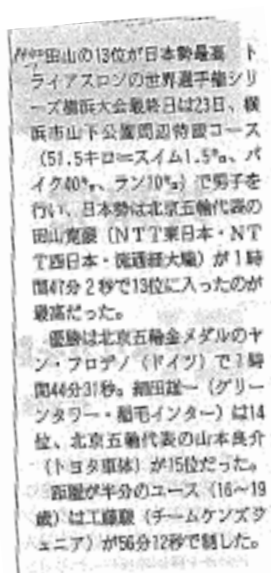 田山の13位が日本勢最高 ト
ライアスロンの世界選手権シリ
ーズ横浜大会最終日は23日、横
浜市山下公園周辺特設コース
(51.5キロ=スイム1.5㌔、バ
イク40㌔、ラン10㌔)で男子を
行い、日本勢は北京五輪代表の
田山寛豪(NTT東日本・NT
T西日本・流通経大職)が1時
間47分2秒で13位に入ったのが
最高だった。
優勝は北京五輪金メダルのヤ
ン・フロデノ(ドイツ)で1時
間44分31秒。細田雄一(グリー
ンタワー・稲毛インター)は14
位、北京五輪代表の山本良介
(トヨタ車体)が15位だった。
距離が半分のユース(16〜19
歳)は工藤駿(チームケンズジ
ュニア)が56分12秒で制した。